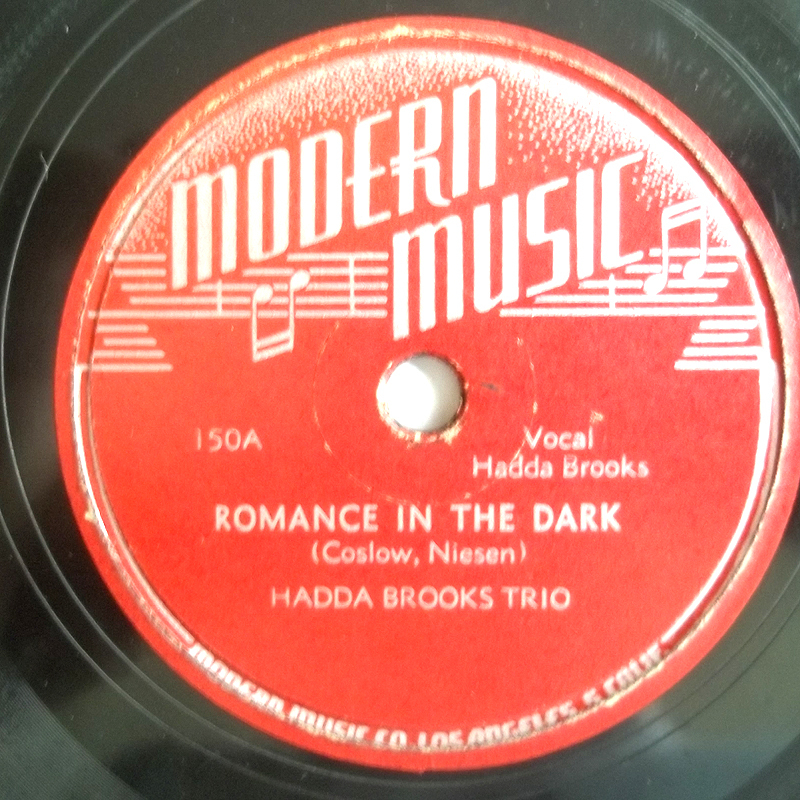 MODERN
MUSIC
150A
Vocal
Hadda Brooks
ROMANCE IN THE DARK
(Coslow, Niesen)
HADDA BROOKS TRIO
MODERN MUSIC CO. LOS ANGELES, CALIF.